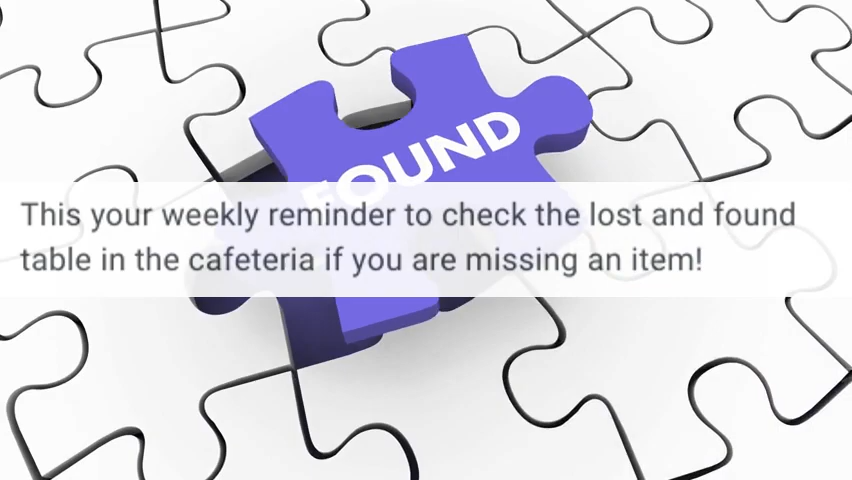 FOUND
This your weekly reminder to check the lost and found
table in the cafeteria if you are missing an item!